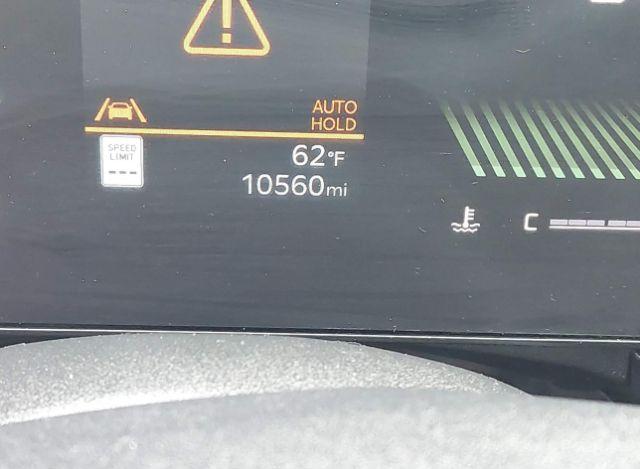 AUTO
HOLD
SPEED
LIMIT
---
62°F
10560mi
C